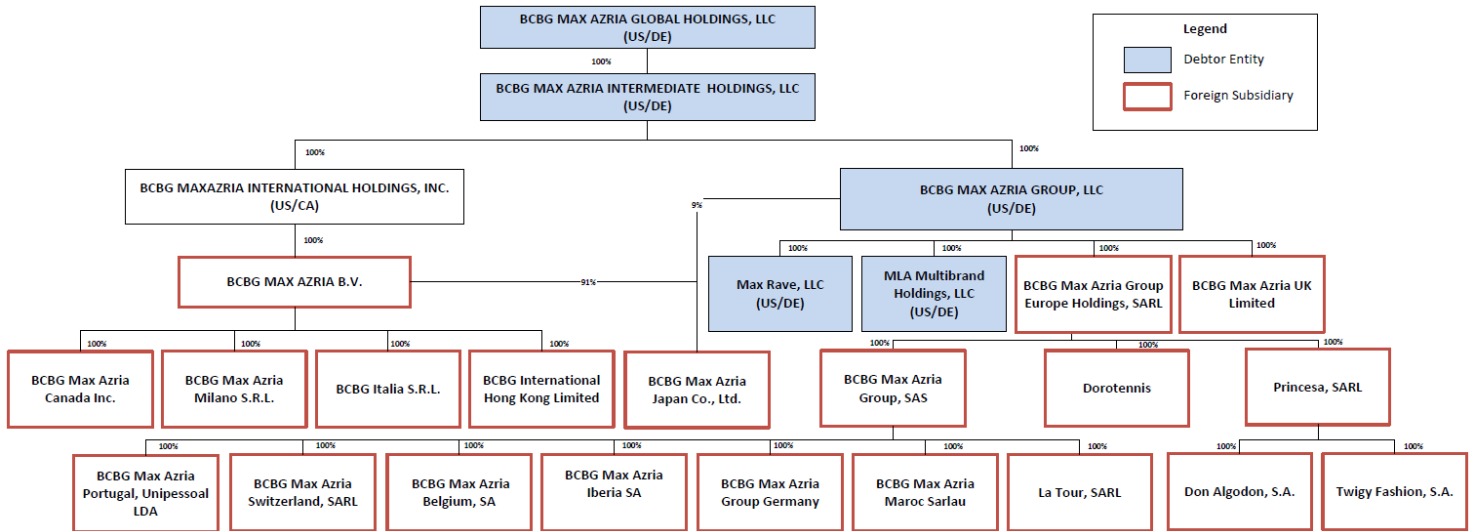 BCBG MAX AZRIA GLOBAL HOLDINGS, LLC
(US/DE)
Legend
Debtor Entity
Foreign Subsidiary
100%
BCBG MAX AZRIA INTERMEDIATE HOLDINGS, LLC
(US/DE)
100%
100%
BCBG MAXAZRIA INTERNATIONAL HOLDINGS, INC.
(US/CA)
BCBG MAX AZRIA GROUP, LLC
(US/DE)
9%
100%
100%
100%
100%
100%
BCBG MAX AZRIA B.V.
91%
Max Rave, LLC
(US/DE)
MLA Multibrand
Holdings, LLC
(US/DE)
BCBG Max Azria Group
Europe Holdings, SARL
BCBG Max Azria UK
Limited
100%
100%
100%
100%
100%
100%
100%
BCBG Max Azria
Canada Inc.
BCBG Max Azria
Milano S.R.L.
BCBG Italia S.R.L.
BCBG International
Hong Kong Limited
BCBG Max Azria
Japan Co., Ltd.
BCBG Max Azria
Group, SAS
Dorotennis
Princesa, SARL
100%
100%
100%
100%
100%
100%
100%
100%
100%
BCBG Max Azria
Portugal, Unipessoal
LDA
BCBG Max Azria
Switzerland, SARL
BCBG Max Azria
Belgium, SA
BCBG Max Azria
Iberia SA
BCBG Max Azria
Group Germany
BCBG Max Azria
Maroc Sarlau
La Tour, SARL
Don Algodon, S.A.
Twigy Fashion, S.A.